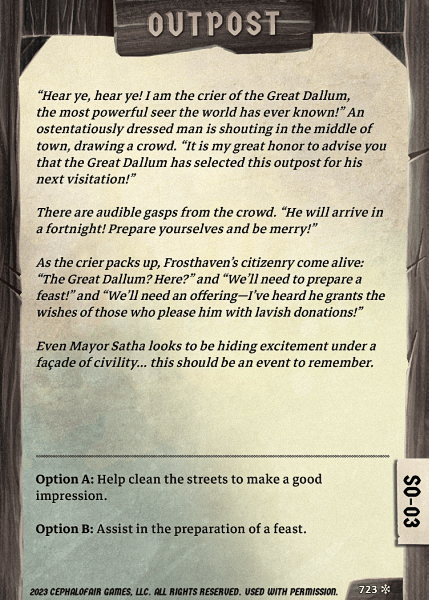 OUTPOST
“Hear ye, hear ye! I am the crier of the Great Dallum,
the most powerful seer the world has ever known!” An
ostentatiously dressed man is shouting in the middle of
town, drawing a crowd. “It is my great honor to advise you
that the Great Dallum has selected this outpost for his
next visitation!”
There are audible gasps from the crowd. “He will arrive in
a fortnight! Prepare yourselves and be merry!”
As the crier packs up, Frosthaven’s citizenry come alive:
“The Great Dallum? Here?” and “We’ll need to prepare a
feast!” and “We’ll need an offering—I’ve heard he grants the
wishes of those who please him with lavish donations!”
Even Mayor Satha looks to be hiding excitement under a
façade of civility... this should be an event to remember.
Option A: Help clean the streets to make a good
impression.
Option B: Assist in the preparation of a feast.
SO-03
2023 CEPHALOFAIR GAMES, LLC. ALL RIGHTS RESERVED. USED WITH PERMISSION.
723